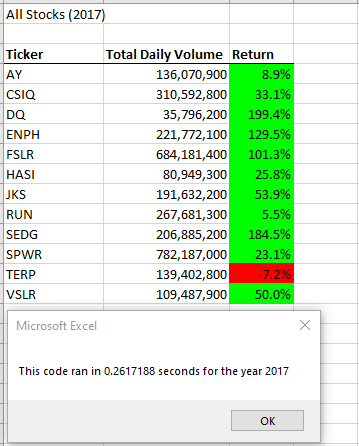 All Stocks (2017)
Ticker Total Daily Volume Return
AY 136,070,900 8.9%
CSIQ 310,592,800 33.1%
DQ 35,796,200 199.4%
ENPH 221,772,100 129.5%
FSLR 684,181,400 101.3%
HASI 80,949,300 25.8%
JKS 191,632,200 53.9%
RUN 267,681,300 5.5%
SEDG 206,885,200 184.5%
SPWR 782,187,000 23.1%
TERP 139,402,800 -7.2%
VSLR 109,487,900 50.0%
Microsoft Excel
This code ran in 0.2617188 seconds for the year 2017
OK